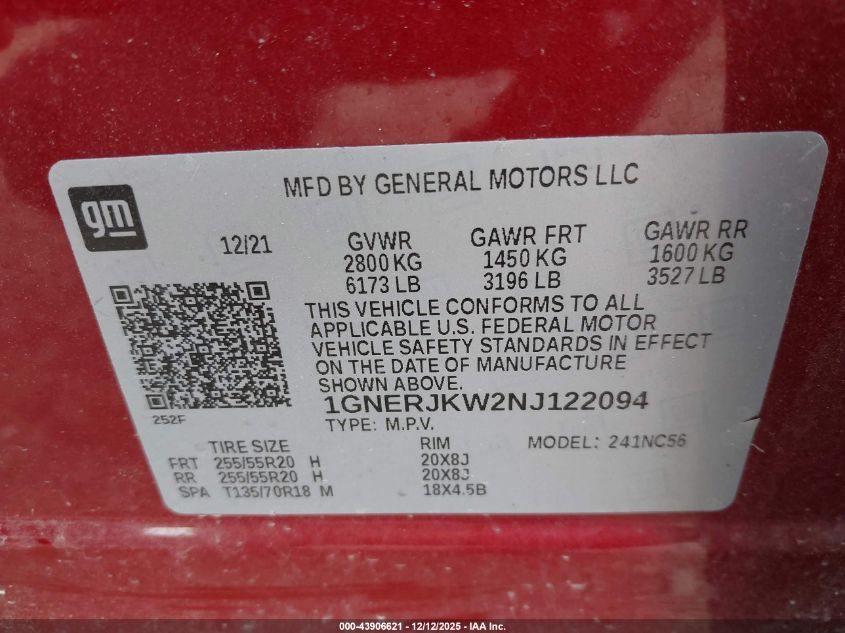 gm
MFD BY GENERAL MOTORS LLC
12/21 GVWR GAWR FRT GAWR RR
2800 KG 1450 KG 1600 KG
6173 LB 3196 LB 3527 LB
THIS VEHICLE CONFORMS TO ALL
APPLICABLE U.S. FEDERAL MOTOR
VEHICLE SAFETY STANDARDS IN EFFECT
ON THE DATE OF MANUFACTURE
SHOWN ABOVE.
252F
1GNERJKW2NJ122094
TYPE: M.P.V.
TIRE SIZE RIM MODEL: 241NC56
FRT 255/55R20 H 20X8J
RR 255/55R20 H 20X8J
SPA T135/70R18 M 18X4.5B
000-43906621 - 12/12/2025 - IAA Inc.